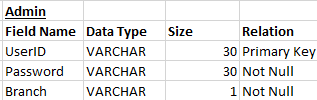 Admin
Field Name Data Type Size Relation
UserID VARCHAR 30 Primary Key
Password VARCHAR 30 Not Null
Branch VARCHAR 1 Not Null